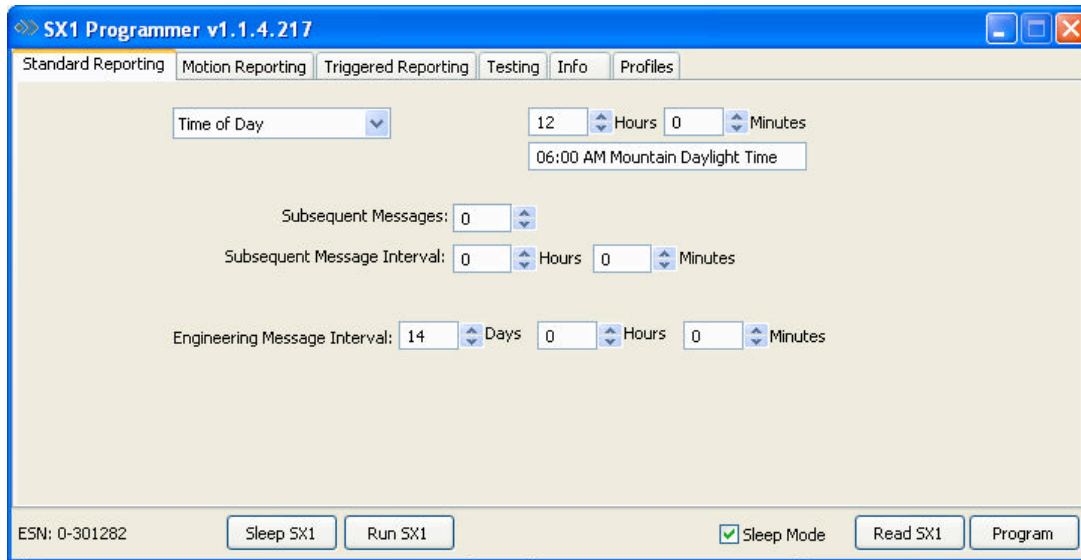 SX1 Programmer v1.1.4.217
Standard Reporting Motion Reporting Triggered Reporting Testing Info Profiles
Time of Day 12 Hours 0 Minutes
06:00 AM Mountain Daylight Time
Subsequent Messages: 0
Subsequent Message Interval: 0 Hours 0 Minutes
Engineering Message Interval: 14 Days 0 Hours 0 Minutes
ESN: 0-301282 Sleep SX1 Run SX1 Sleep Mode Read SX1 Program